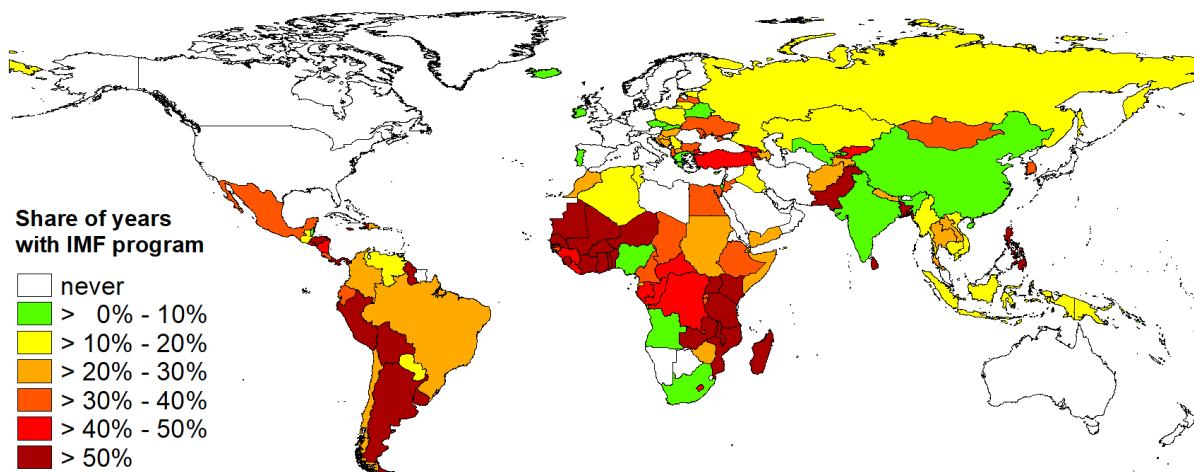 Share of years
with IMF program
never
> 0% - 10%
> 10% - 20%
> 20% - 30%
> 30% - 40%
> 40% - 50%
> 50%